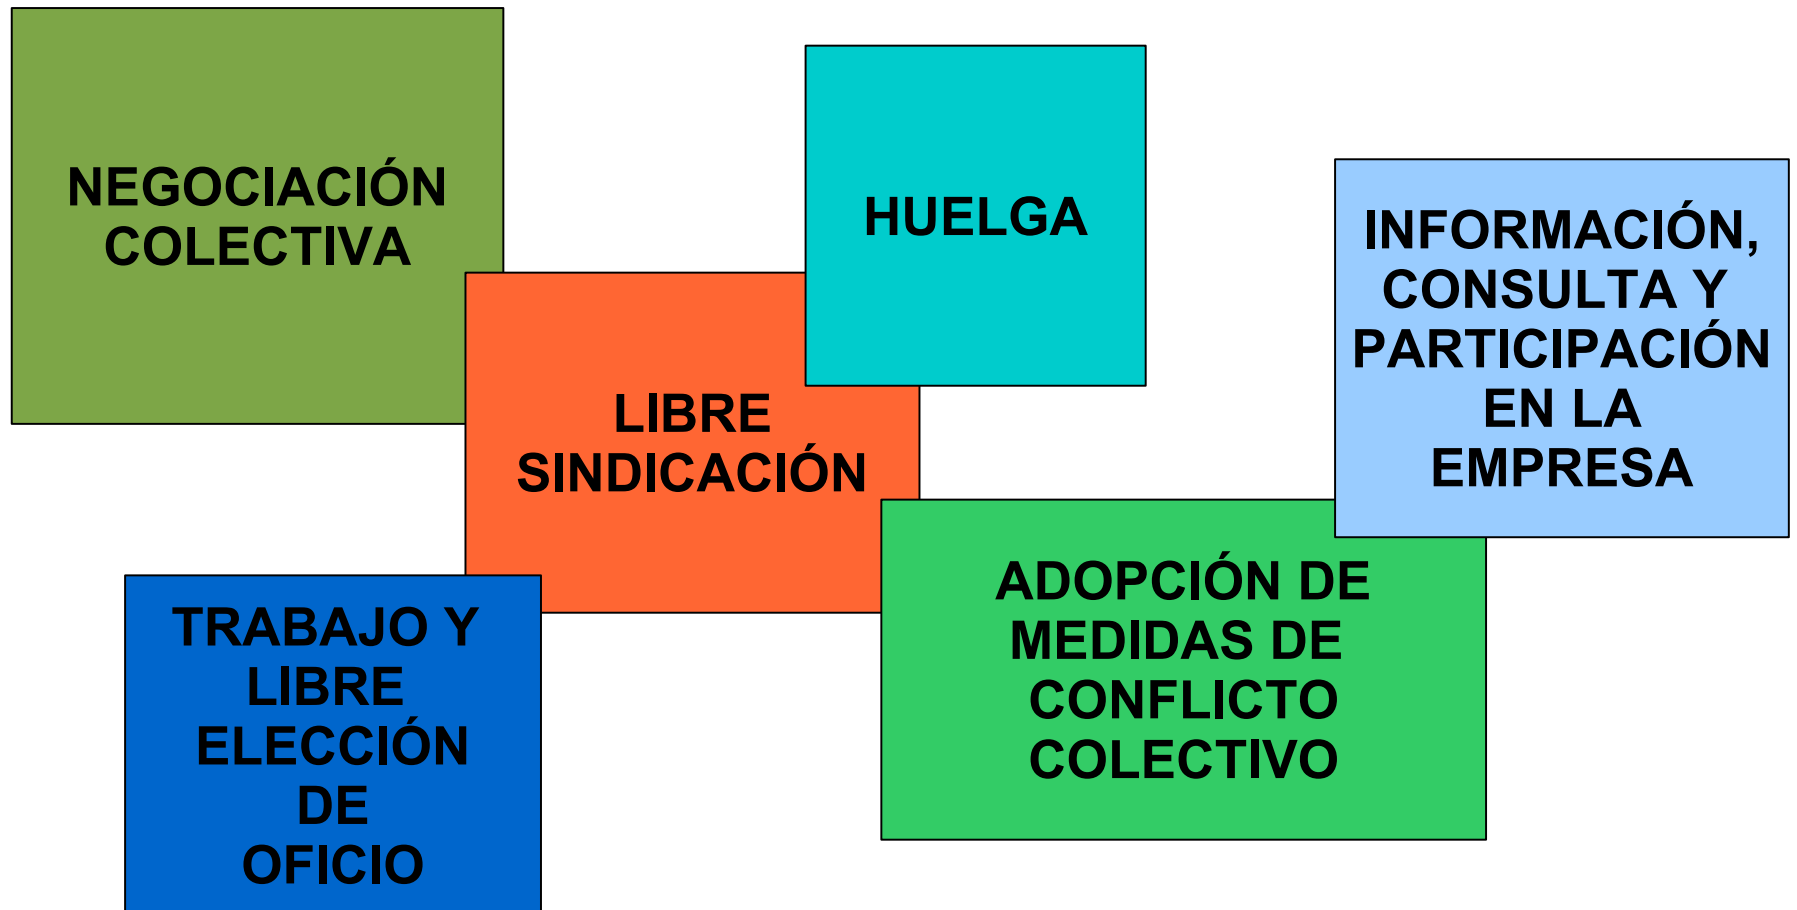 NEGOCIACIÓN
COLECTIVA
HUELGA
INFORMACIÓN,
CONSULTA Y
PARTICIPACIÓN
EN LA
EMPRESA
LIBRE
SINDICACIÓN
ADOPCIÓN DE
MEDIDAS DE
CONFLICTO
COLECTIVO
TRABAJO Y
LIBRE
ELECCIÓN
DE
OFICIO